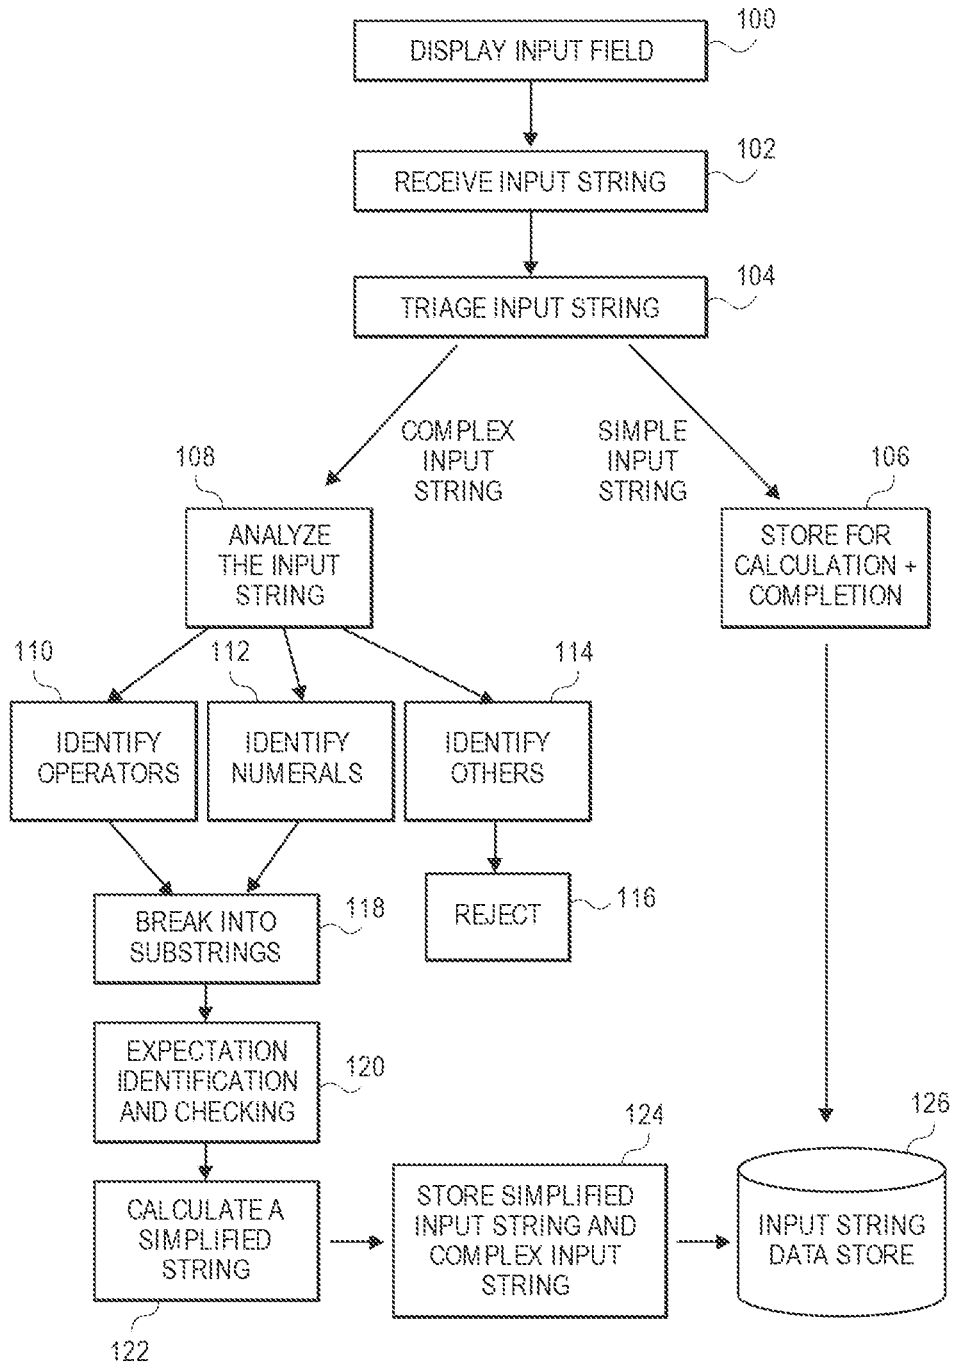 100
DISPLAY INPUT FIELD
102
RECEIVE INPUT STRING
104
TRIAGE INPUT STRING
COMPLEX
INPUT
STRING
SIMPLE
INPUT
STRING
108
ANALYZE
THE INPUT
STRING
106
STORE FOR
CALCULATION +
COMPLETION
110
IDENTIFY
OPERATORS
112
IDENTIFY
NUMERALS
114
IDENTIFY
OTHERS
118
BREAK INTO
SUBSTRINGS
REJECT
116
EXPECTATION
IDENTIFICATION
AND CHECKING
120
CALCULATE A
SIMPLIFIED
STRING
122
124
STORE SIMPLIFIED
INPUT STRING AND
COMPLEX INPUT
STRING
126
INPUT STRING
DATA STORE